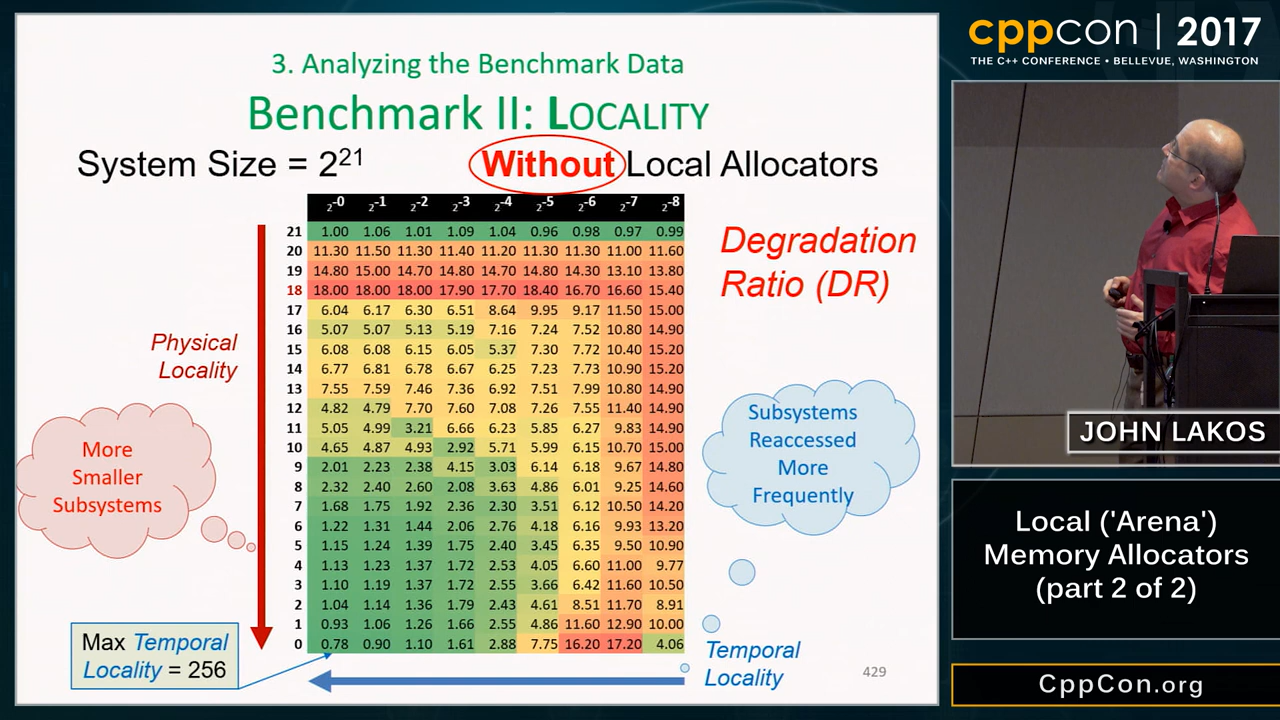 3. Analyzing the Benchmark Data
Benchmark II: LOCALITY
System Size = 2^21 Without Local Allocators
2^-0 2^-1 2^-2 2^-3 2^-4 2^-5 2^-6 2^-7 2^-8
21 1.00 1.06 1.01 1.09 1.04 0.96 0.98 0.97 0.99
20 11.30 11.50 11.30 11.40 11.20 11.30 11.30 11.00 11.60
19 14.80 15.00 14.70 14.80 14.70 14.80 14.30 13.10 13.80
18 18.00 18.00 18.00 17.90 17.70 18.40 16.70 16.60 15.40
17 6.04 6.17 6.30 6.51 8.64 9.95 9.17 11.50 15.00
16 5.07 5.07 5.13 5.19 7.16 7.24 7.52 10.80 14.90
15 6.08 6.08 6.15 6.05 5.37 7.30 7.72 10.40 15.20
14 6.77 6.81 6.78 6.67 6.25 7.23 7.73 10.90 15.20
13 7.55 7.59 7.46 7.36 6.92 7.51 7.99 10.80 14.90
12 4.82 4.79 7.70 7.60 7.08 7.26 7.55 11.40 14.90
11 5.05 4.99 3.21 6.66 6.23 5.85 6.27 9.83 14.90
10 4.65 4.87 4.93 2.92 5.71 5.99 6.15 10.70 15.00
9 2.01 2.23 2.38 4.15 3.03 6.14 6.18 9.67 14.80
8 2.32 2.40 2.60 2.08 3.63 4.86 6.01 9.25 14.60
7 1.68 1.75 1.92 2.36 2.30 3.51 6.12 10.50 14.20
6 1.22 1.31 1.44 2.06 2.76 4.18 6.16 9.93 13.20
5 1.15 1.24 1.39 1.75 2.40 3.45 6.35 9.50 10.90
4 1.13 1.23 1.37 1.72 2.53 4.05 6.60 11.00 9.77
3 1.10 1.19 1.37 1.72 2.55 3.66 6.42 11.60 10.50
2 1.04 1.14 1.36 1.79 2.43 4.61 8.51 11.70 8.91
1 0.93 1.06 1.26 1.66 2.55 4.86 11.60 12.90 10.00
0 0.78 0.90 1.10 1.61 2.88 7.75 16.20 17.20 4.06
Degradation
Ratio (DR)
Physical
Locality
More
Smaller
Subsystems
Subsystems
Reaccessed
More
Frequently
Max Temporal
Locality = 256
Temporal
Locality
429
cppcon | 2017
THE C++ CONFERENCE • BELLEVUE, WASHINGTON
JOHN LAKOS
Local ('Arena')
Memory Allocators
(part 2 of 2)
CppCon.org